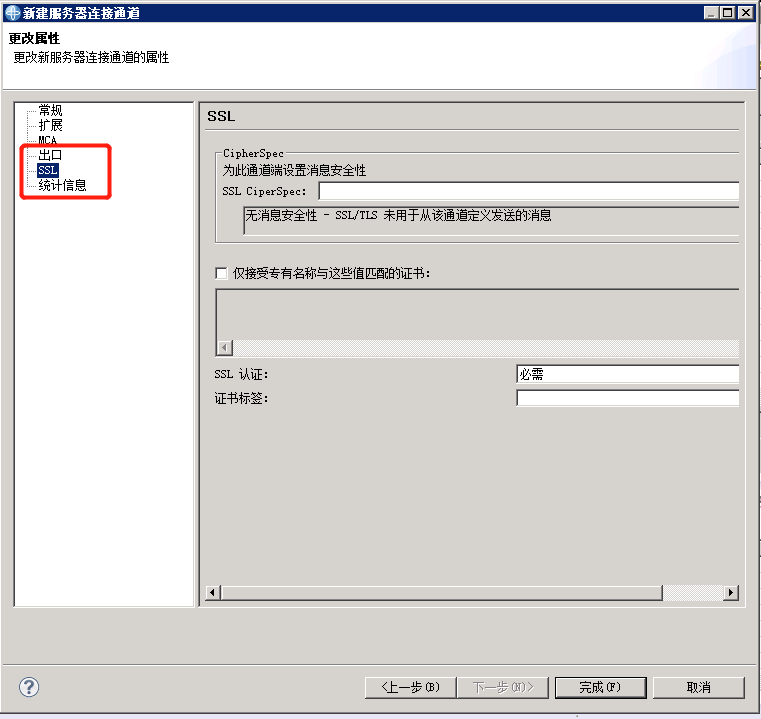 新建服务器连接通道
更改属性
更改新服务器连接通道的属性
常规
扩展
MCA
出口
SSL
统计信息
SSL
CipherSpec
为此通道端设置消息安全性
SSL CiperSpec:
无消息安全性 - SSL/TLS 未用于从该通道定义发送的消息
仅接受专有名称与这些值匹配的证书:
SSL 认证: 必需
证书标签:
<上一步(B) 下一步(N)> 完成(F) 取消